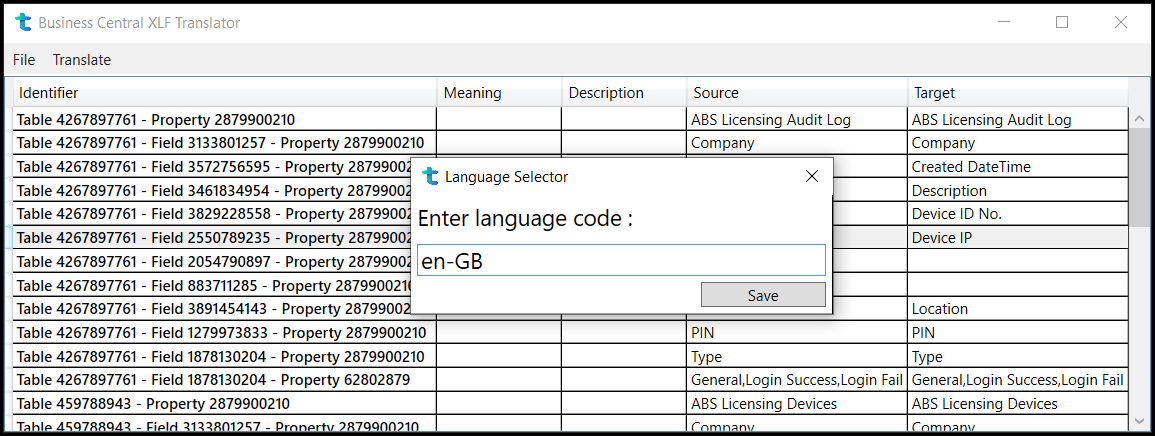 Business Central XLF Translator
File Translate
Identifier Meaning Description Source Target
Table 4267897761 - Property 2879900210 ABS Licensing Audit Log ABS Licensing Audit Log
Table 4267897761 - Field 3133801257 - Property 2879900210 Company Company
Table 4267897761 - Field 3572756595 - Property 28799002 Created DateTime
Table 4267897761 - Field 3461834954 - Property 28799002 Description
Table 4267897761 - Field 3829228558 - Property 28799002 Device ID No.
Table 4267897761 - Field 2550789235 - Property 28799002 Device IP
Table 4267897761 - Field 2054790897 - Property 28799002
Table 4267897761 - Field 883711285 - Property 287990021
Table 4267897761 - Field 3891454143 - Property 28799002 Location
Table 4267897761 - Field 1279973833 - Property 2879900210 PIN PIN
Table 4267897761 - Field 1878130204 - Property 2879900210 Type Type
Table 4267897761 - Field 1878130204 - Property 62802879 General,Login Success,Login Fail General,Login Success,Login Fail
Table 459788943 - Property 2879900210 ABS Licensing Devices ABS Licensing Devices
Table 459788943 - Field 3133801257 - Property 2879900210 Company Company
Language Selector
Enter language code :
en-GB
Save